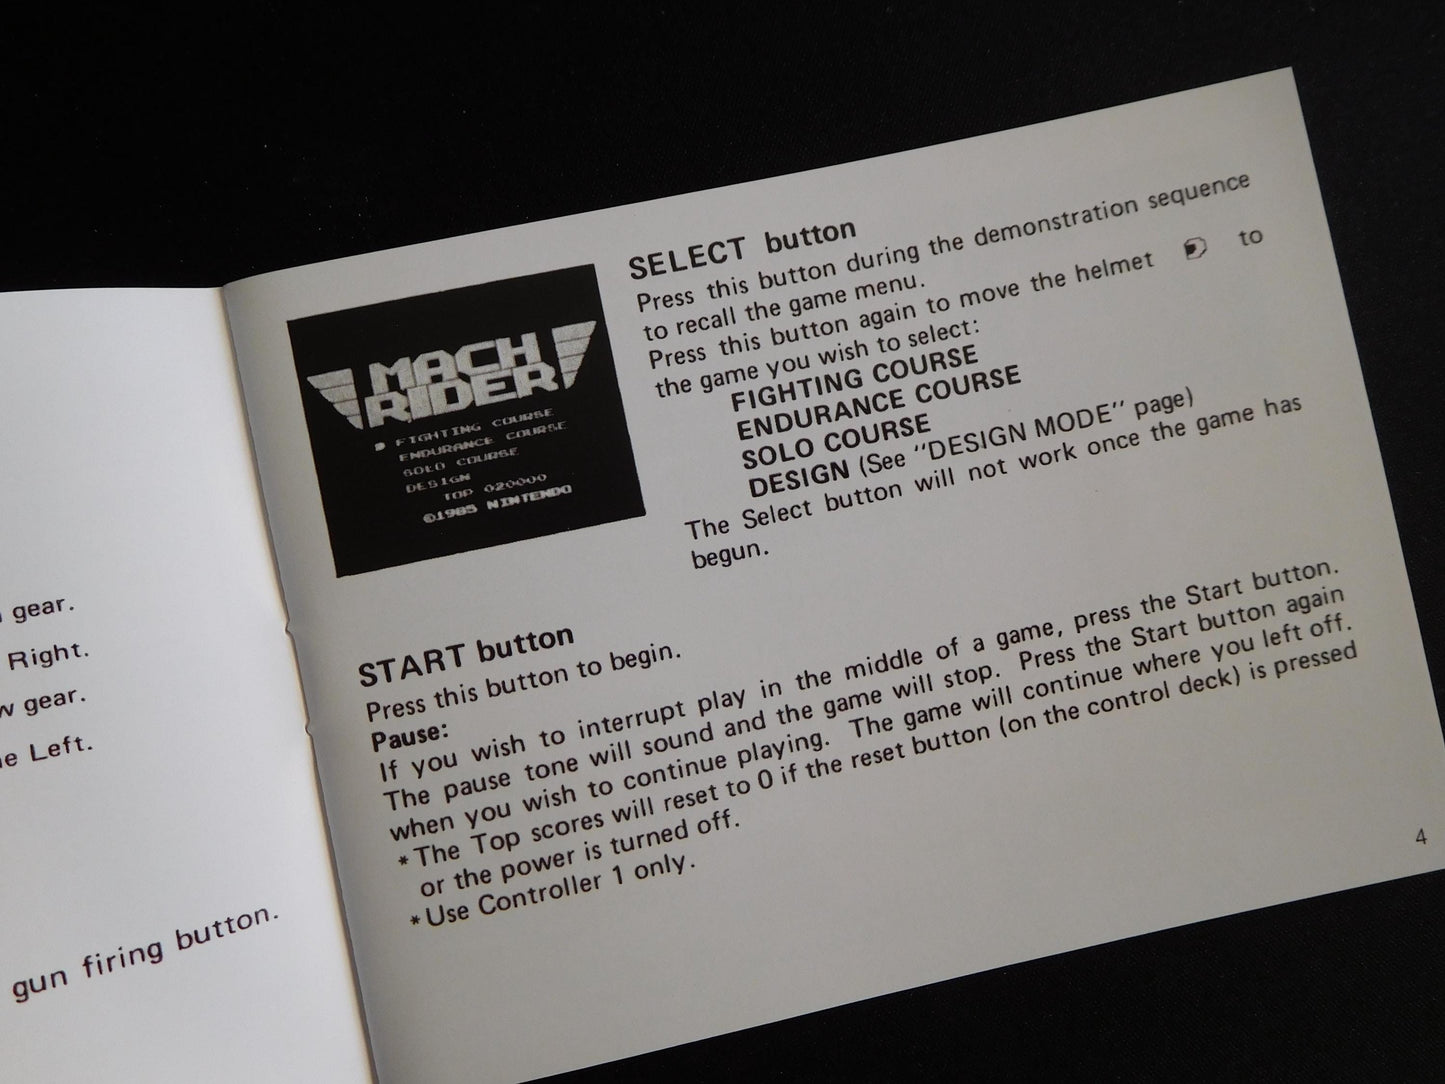 gear.
Right.
w gear.
e Left.
gun firing button.
MACH
RIDER
FIGHTING COURSE
ENDURANCE COURSE
SOLO COURSE
DESIGN
TOP 020000
©1985 NINTENDO
SELECT button
Press this button during the demonstration sequence
to recall the game menu.
Press this button again to move the helmet to
the game you wish to select:
FIGHTING COURSE
ENDURANCE COURSE
SOLO COURSE
DESIGN (See "DESIGN MODE" page)
The Select button will not work once the game has
begun.
START button
Press this button to begin.
Pause:
If you wish to interrupt play in the middle of a game, press the Start button.
The pause tone will sound and the game will stop. Press the Start button again
when you wish to continue playing. The game will continue where you left off.
*The Top scores will reset to 0 if the reset button (on the control deck) is pressed
or the power is turned off.
*Use Controller 1 only.
4